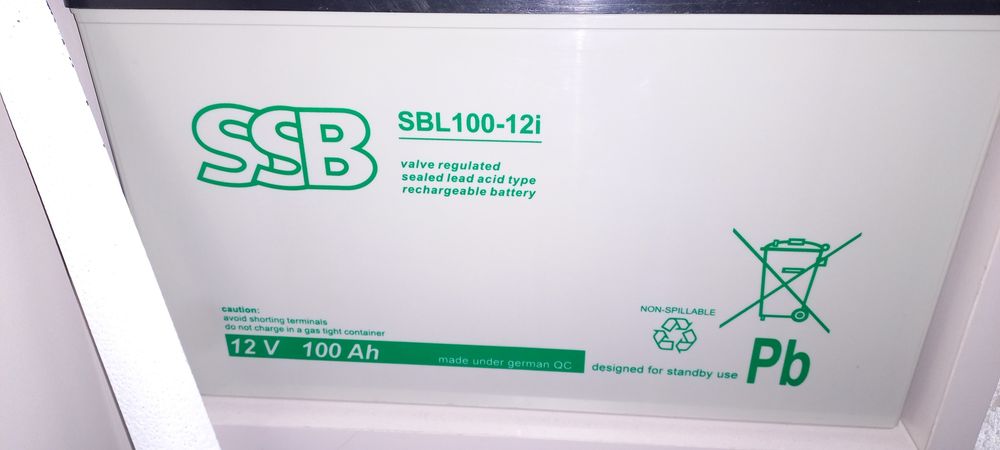 SSB
SBL100-12i
valve regulated
sealed lead acid type
rechargeable battery
caution:
avoid shorting terminals
do not charge in a gas tight container
12 V 100 Ah
made under german QC
designed for standby use
NON-SPILLABLE
Pb